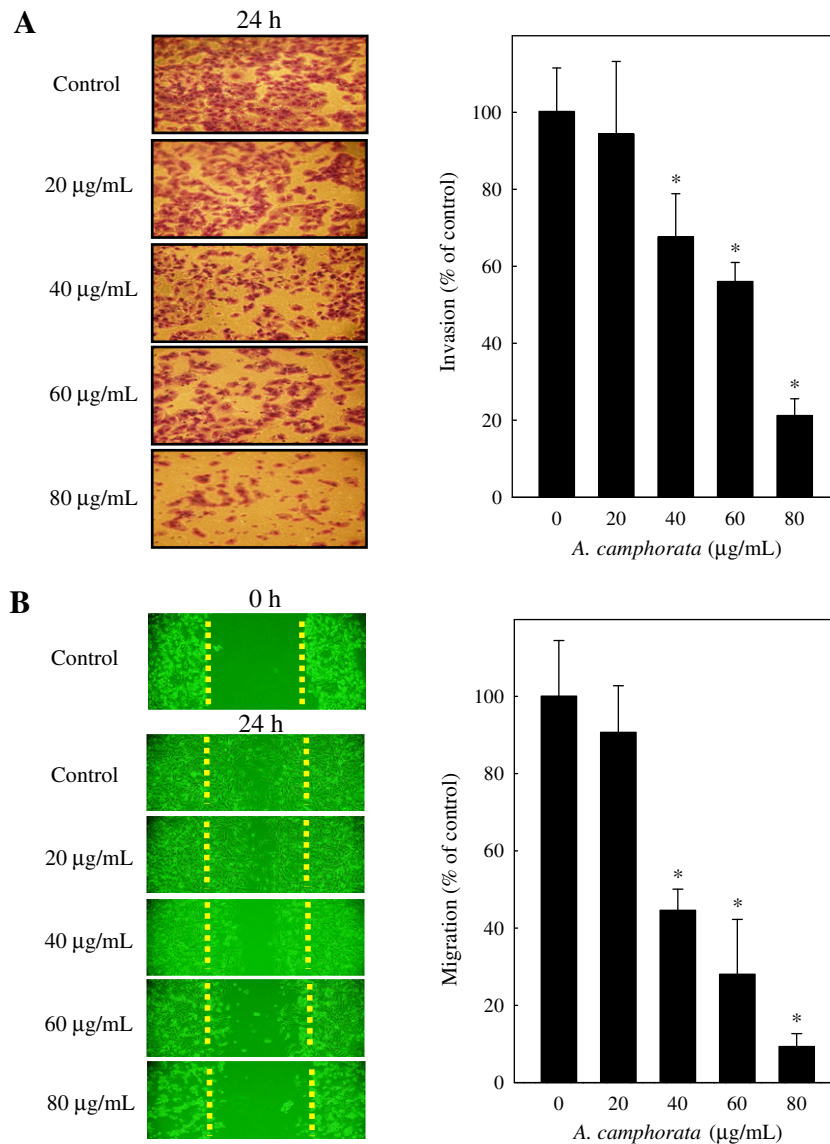 A
24 h
Control
20 µg/mL
40 µg/mL
60 µg/mL
80 µg/mL
Invasion (% of control)
100
80
60
40
20
0
*
*
*
0 20 40 60 80
A. camphorata (µg/mL)
B
0 h
Control
24 h
Control
20 µg/mL
40 µg/mL
60 µg/mL
80 µg/mL
Migration (% of control)
100
80
60
40
20
0
*
*
*
0 20 40 60 80
A. camphorata (µg/mL)